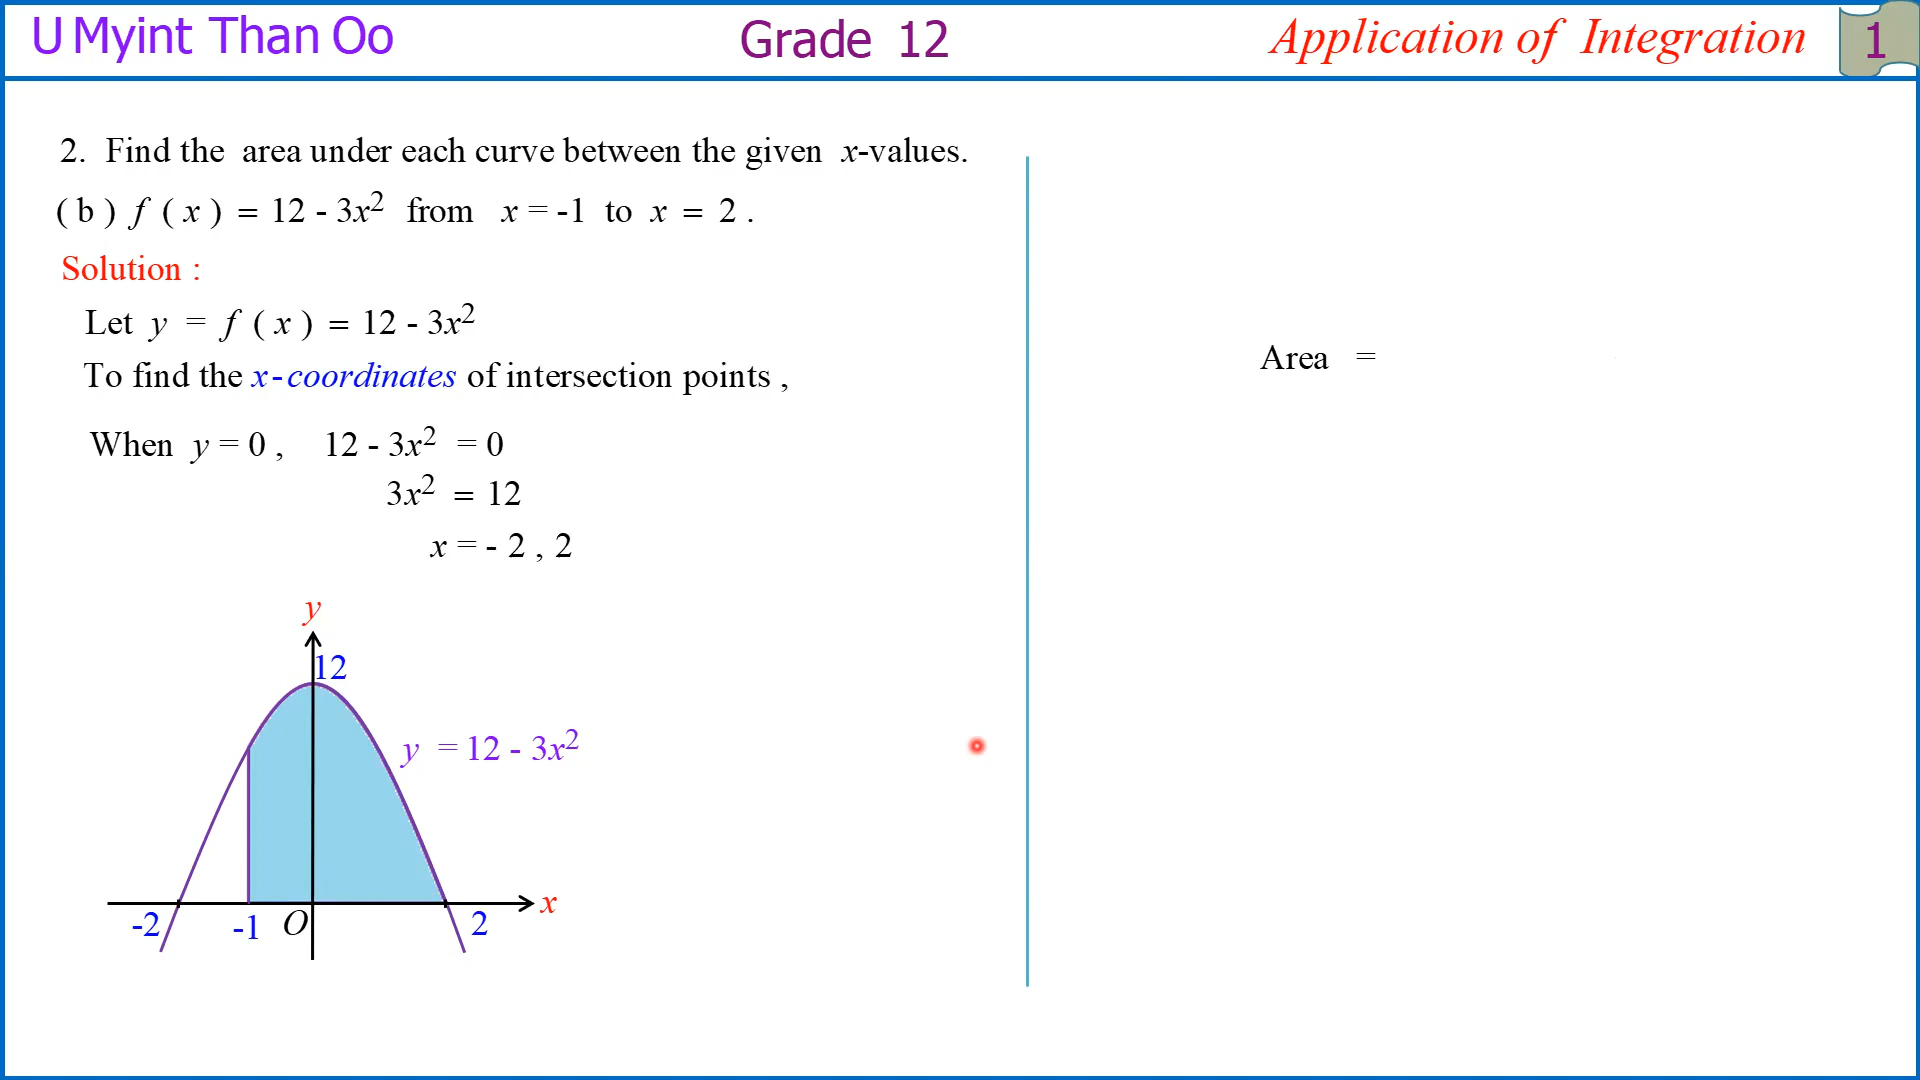 U Myint Than Oo Grade 12 Application of Integration 1
2. Find the area under each curve between the given x-values.
( b ) f ( x ) = 12 - 3x² from x = -1 to x = 2 .
Solution :
Let y = f ( x ) = 12 - 3x²
To find the x-coordinates of intersection points ,
When y = 0 , 12 - 3x² = 0
3x² = 12
x = - 2 , 2
y
12
y = 12 - 3x²
x
-2 -1 O 2
Area =